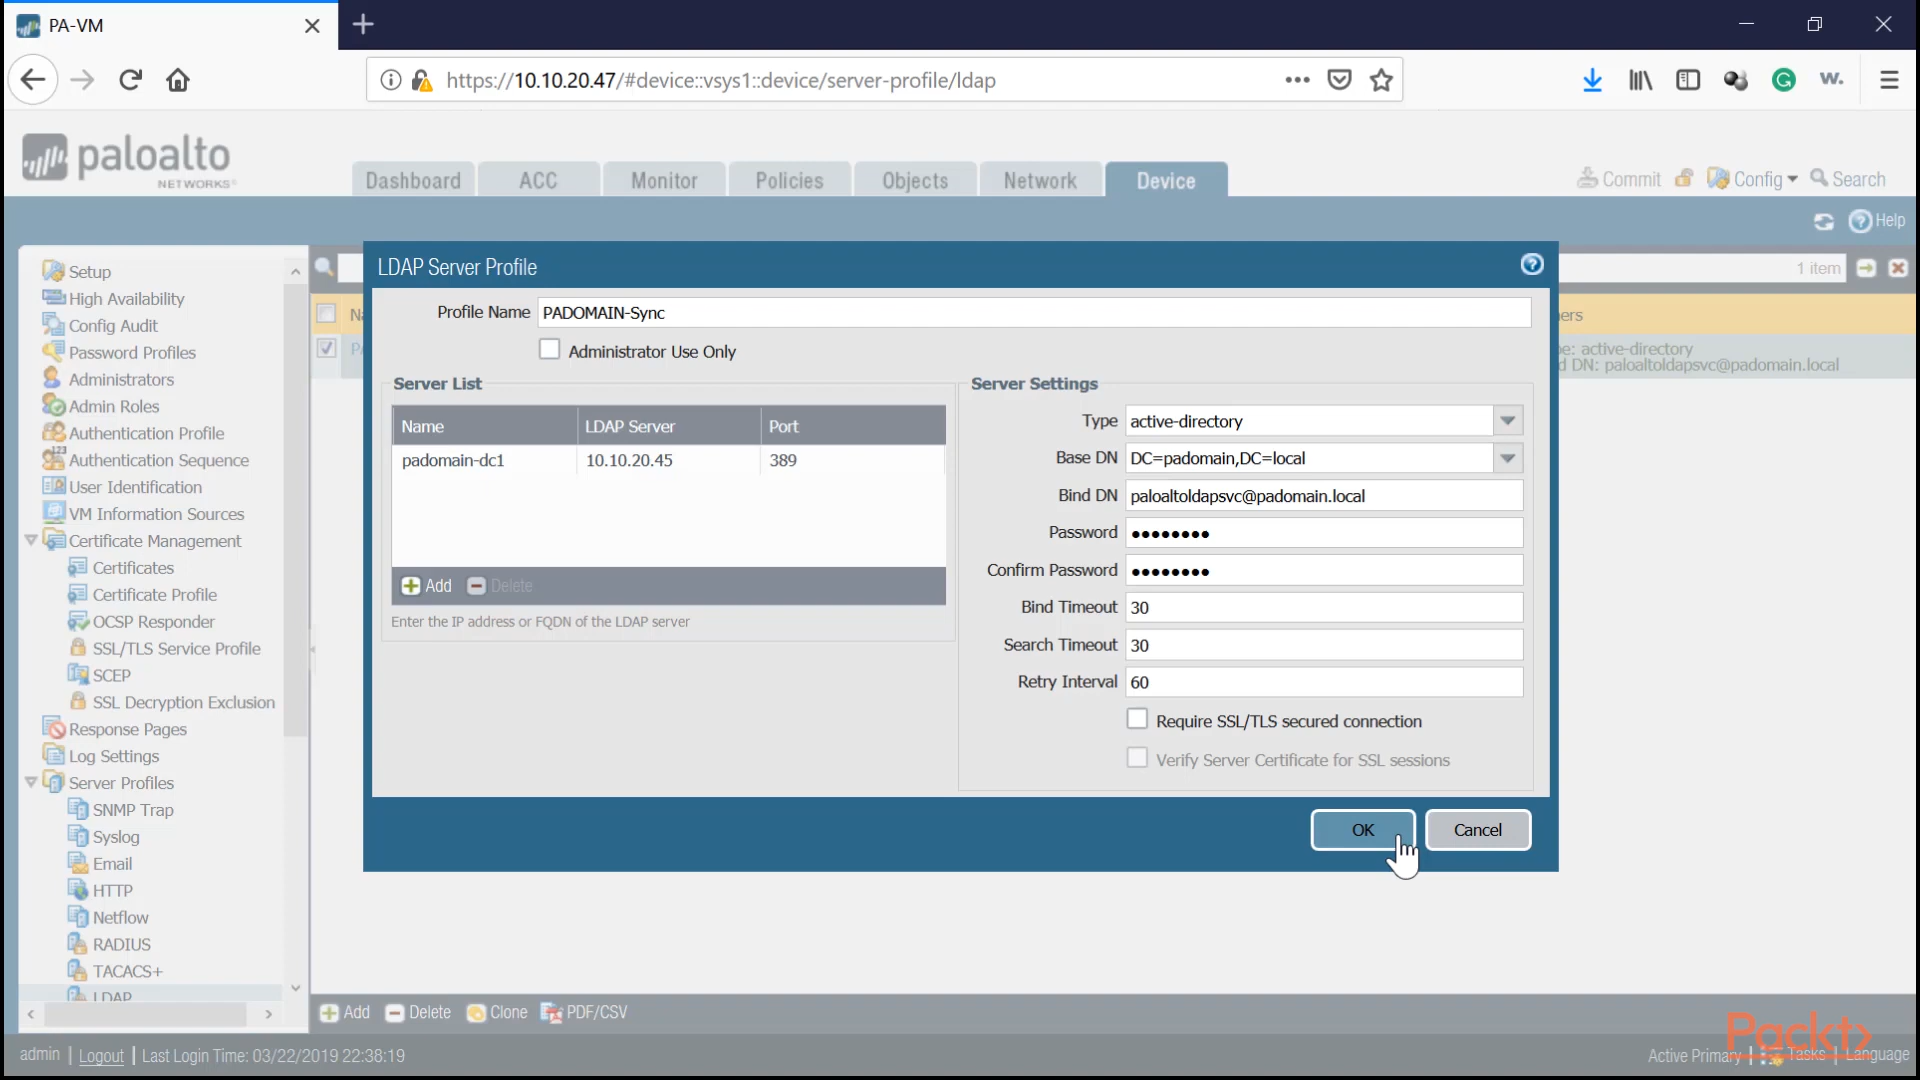 PA-VM
https://10.10.20.47/#device::vsys1::device/server-profile/ldap
paloalto
NETWORKS®
Dashboard
ACC
Monitor
Policies
Objects
Network
Device
Commit
Config
Search
Help
Setup
High Availability
Config Audit
Password Profiles
Administrators
Admin Roles
Authentication Profile
Authentication Sequence
User Identification
VM Information Sources
Certificate Management
Certificates
Certificate Profile
OCSP Responder
SSL/TLS Service Profile
SCEP
SSL Decryption Exclusion
Response Pages
Log Settings
Server Profiles
SNMP Trap
Syslog
Email
HTTP
Netflow
RADIUS
TACACS+
LDAP
1 item
active-directory
DN: paloaltoldapsvc@padomain.local
LDAP Server Profile
Profile Name PADOMAIN-Sync
Administrator Use Only
Server List
Name LDAP Server Port
padomain-dc1 10.10.20.45 389
Add Delete
Enter the IP address or FQDN of the LDAP server
Server Settings
Type active-directory
Base DN DC=padomain,DC=local
Bind DN paloaltoldapsvc@padomain.local
Password ●●●●●●●●
Confirm Password ●●●●●●●●
Bind Timeout 30
Search Timeout 30
Retry Interval 60
Require SSL/TLS secured connection
Verify Server Certificate for SSL sessions
OK Cancel
Add Delete Clone PDF/CSV
admin | Logout | Last Login Time: 03/22/2019 22:38:19
Active Primary | Tasks | Language
Packt>